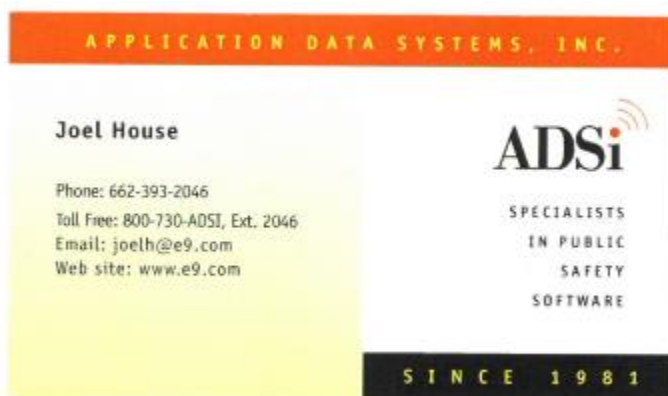 APPLICATION DATA SYSTEMS, INC.
Joel House
Phone: 662-393-2046
Toll Free: 800-730-ADSI, Ext. 2046
Email: joelh@e9.com
Web site: www.e9.com
ADSi
SPECIALISTS
IN PUBLIC
SAFETY
SOFTWARE
SINCE 1981